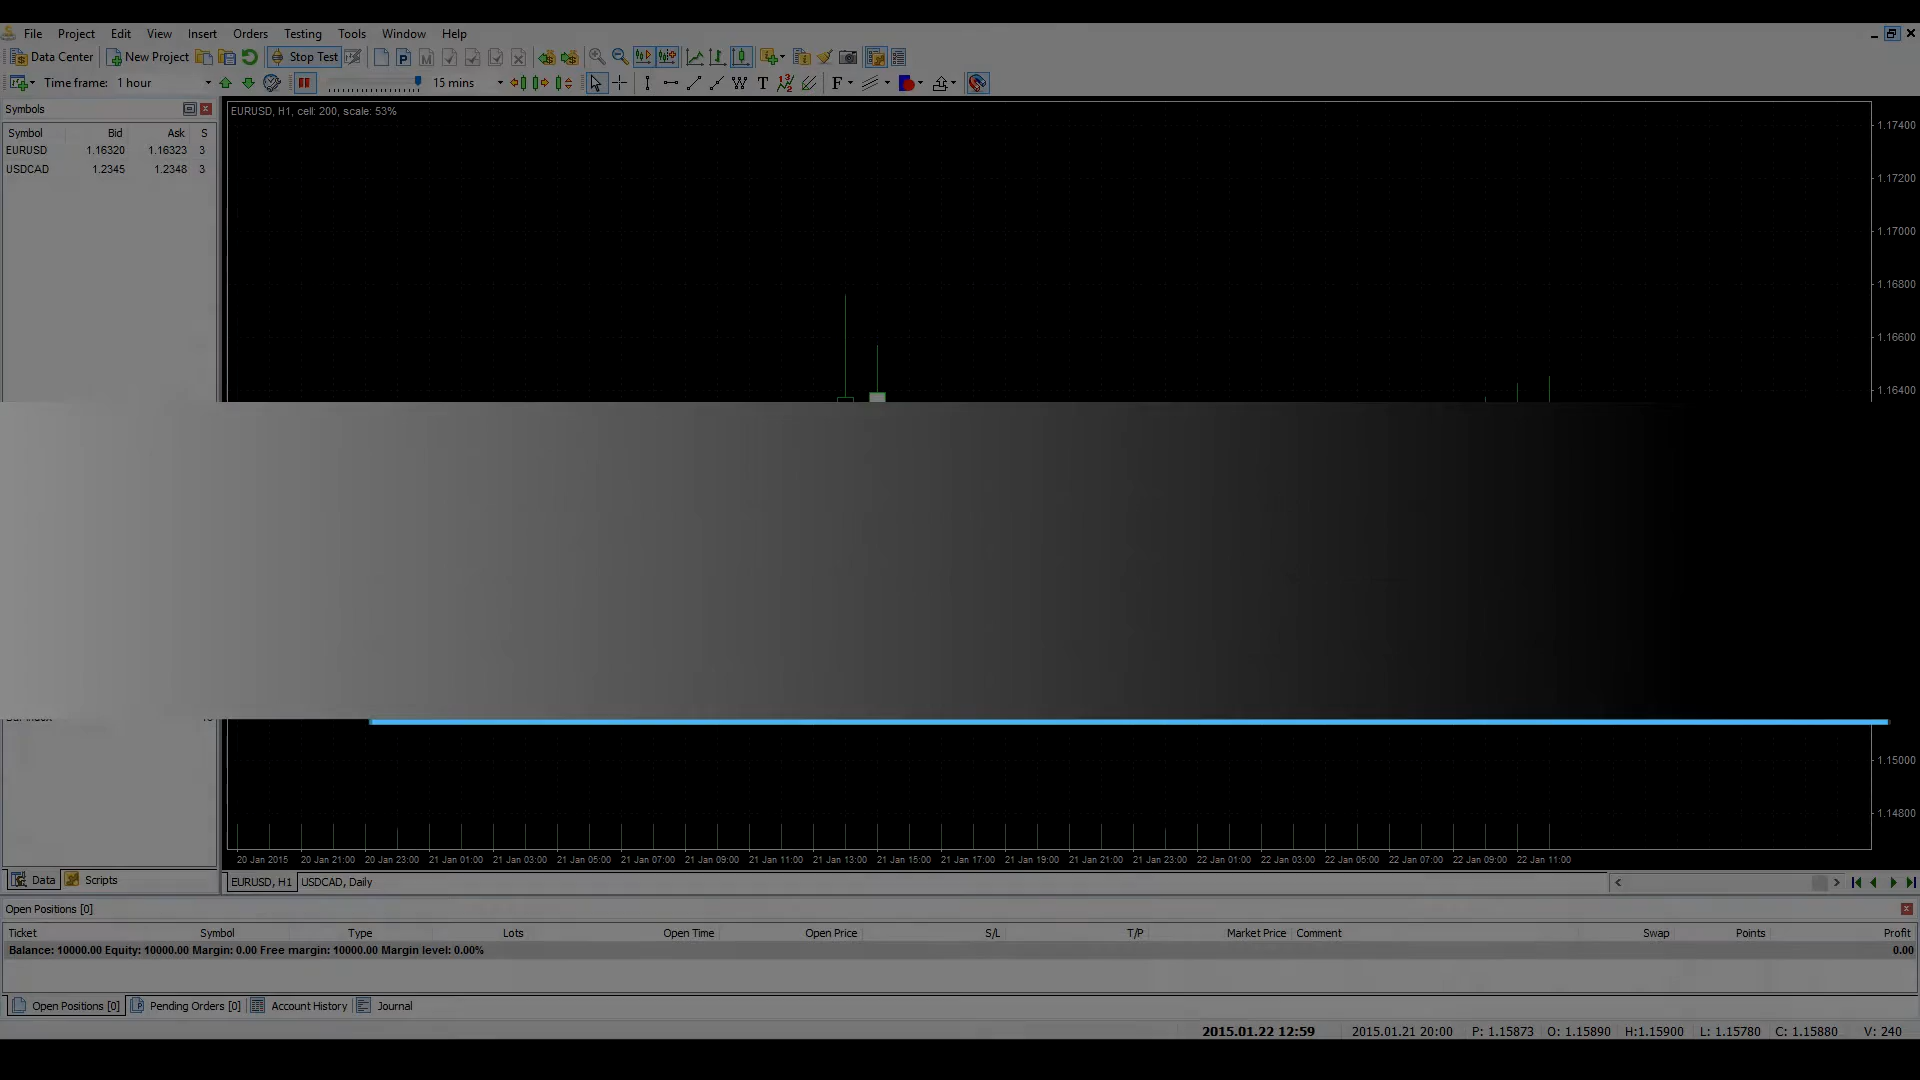 File Project Edit View Insert Orders Testing Tools Window Help
Data Center New Project Stop Test
Time frame: 1 hour 15 mins T F
Symbols
EURUSD, H1, cell: 200, scale: 53%
Symbol Bid Ask S
EURUSD 1.16320 1.16323 3
USDCAD 1.2345 1.2348 3
1.17400
1.17200
1.17000
1.16800
1.16600
1.16400
1.15000
1.14800
20 Jan 2015 20 Jan 21:00 20 Jan 23:00 21 Jan 01:00 21 Jan 03:00 21 Jan 05:00 21 Jan 07:00 21 Jan 09:00 21 Jan 11:00 21 Jan 13:00 21 Jan 15:00 21 Jan 17:00 21 Jan 19:00 21 Jan 21:00 21 Jan 23:00 22 Jan 01:00 22 Jan 03:00 22 Jan 05:00 22 Jan 07:00 22 Jan 09:00 22 Jan 11:00
Data Scripts
EURUSD, H1 USDCAD, Daily
Open Positions [0]
Ticket Symbol Type Lots Open Time Open Price S/L T/P Market Price Comment Swap Points Profit
Balance: 10000.00 Equity: 10000.00 Margin: 0.00 Free margin: 10000.00 Margin level: 0.00% 0.00
Open Positions [0] Pending Orders [0] Account History Journal
2015.01.22 12:59 2015.01.21 20:00 P: 1.15873 O: 1.15890 H:1.15900 L: 1.15780 C: 1.15880 V: 240